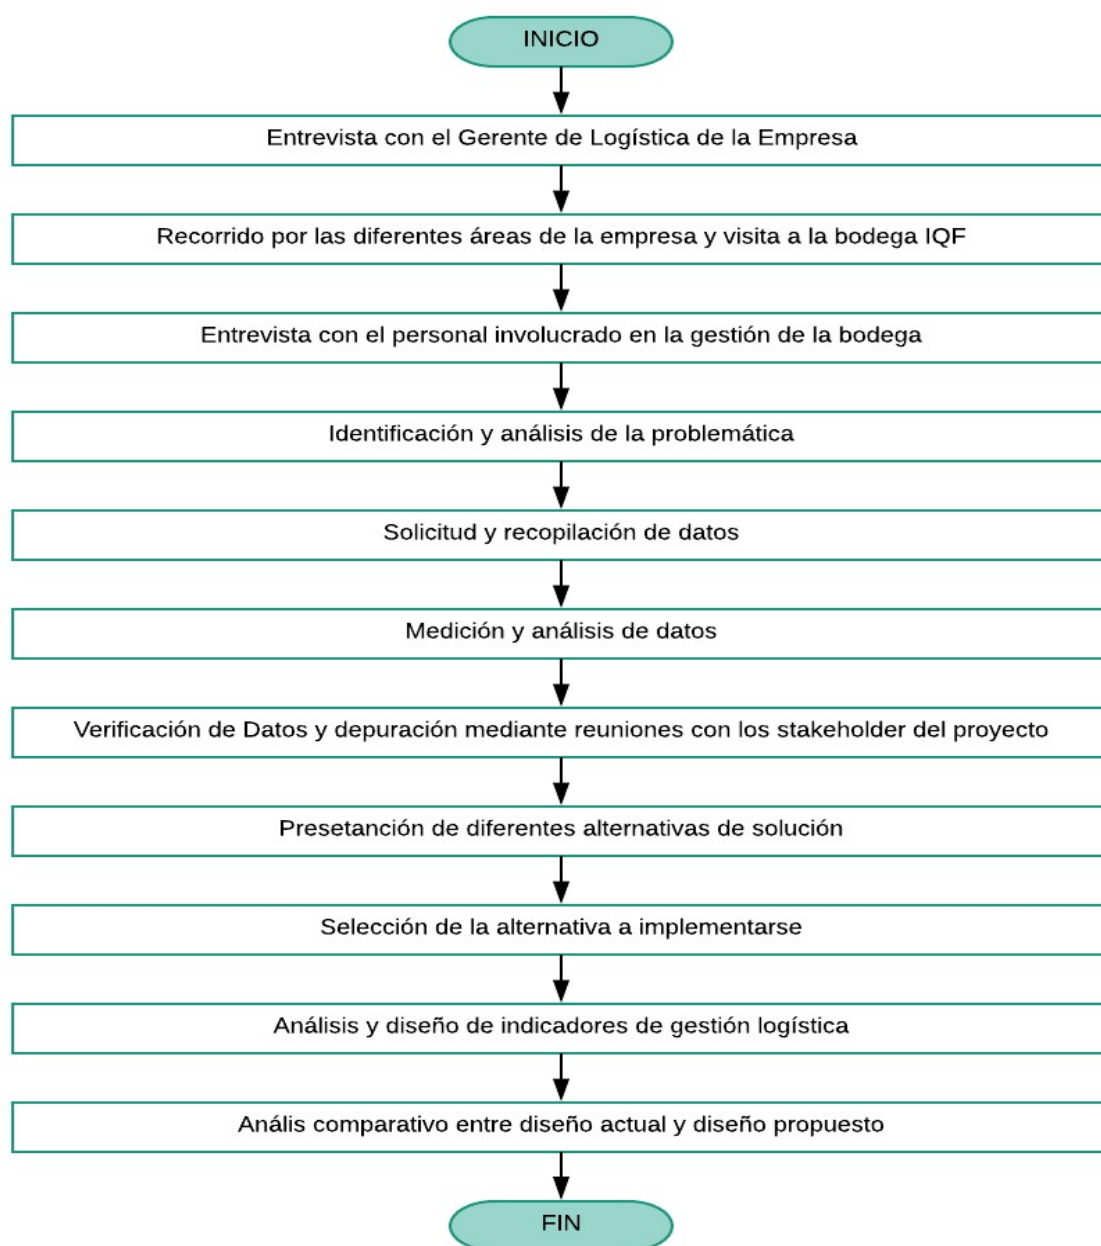 INICIO
Entrevista con el Gerente de Logística de la Empresa
Recorrido por las diferentes áreas de la empresa y visita a la bodega IQF
Entrevista con el personal involucrado en la gestión de la bodega
Identificación y análisis de la problemática
Solicitud y recopilación de datos
Medición y análisis de datos
Verificación de Datos y depuración mediante reuniones con los stakeholder del proyecto
Presetanción de diferentes alternativas de solución
Selección de la alternativa a implementarse
Análisis y diseño de indicadores de gestión logística
Anális comparativo entre diseño actual y diseño propuesto
FIN